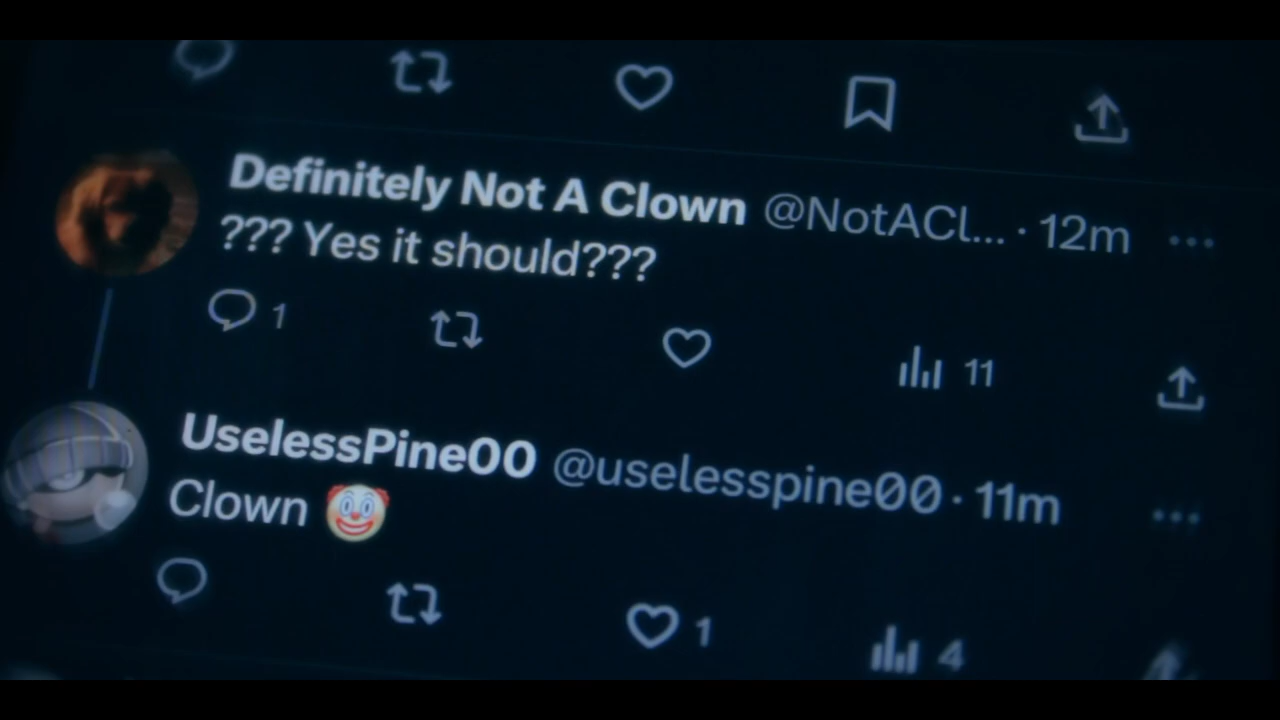 Definitely Not A Clown @NotACl... · 12m
??? Yes it should???
1
11
UselessPine00 @uselesspine00 · 11m
Clown 🤡
1
4